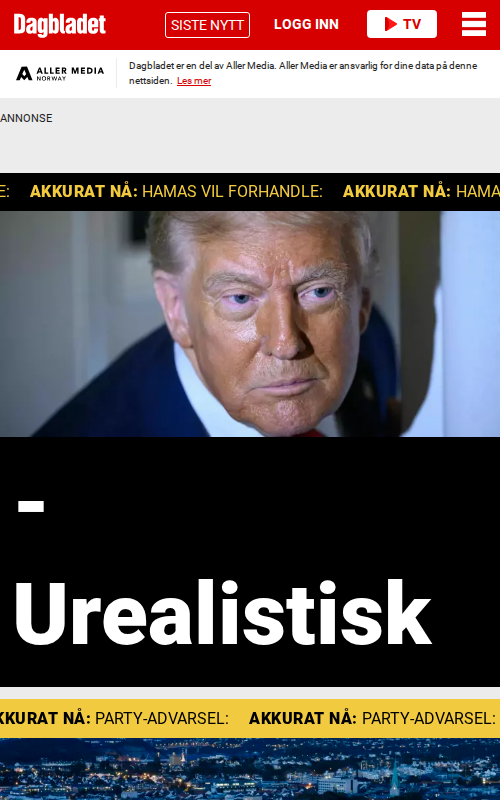 Dagbladet
SISTE NYTT
LOGG INN
TV
ALLER MEDIA
NORWAY
Dagbladet er en del av Aller Media. Aller Media er ansvarlig for dine data på denne
nettsiden. Les mer
ANNONSE
E: AKKURAT NÅ: HAMAS VIL FORHANDLE: AKKURAT NÅ: HAMA
-
Urealistisk
KKURAT NÅ: PARTY-ADVARSEL: AKKURAT NÅ: PARTY-ADVARSEL: